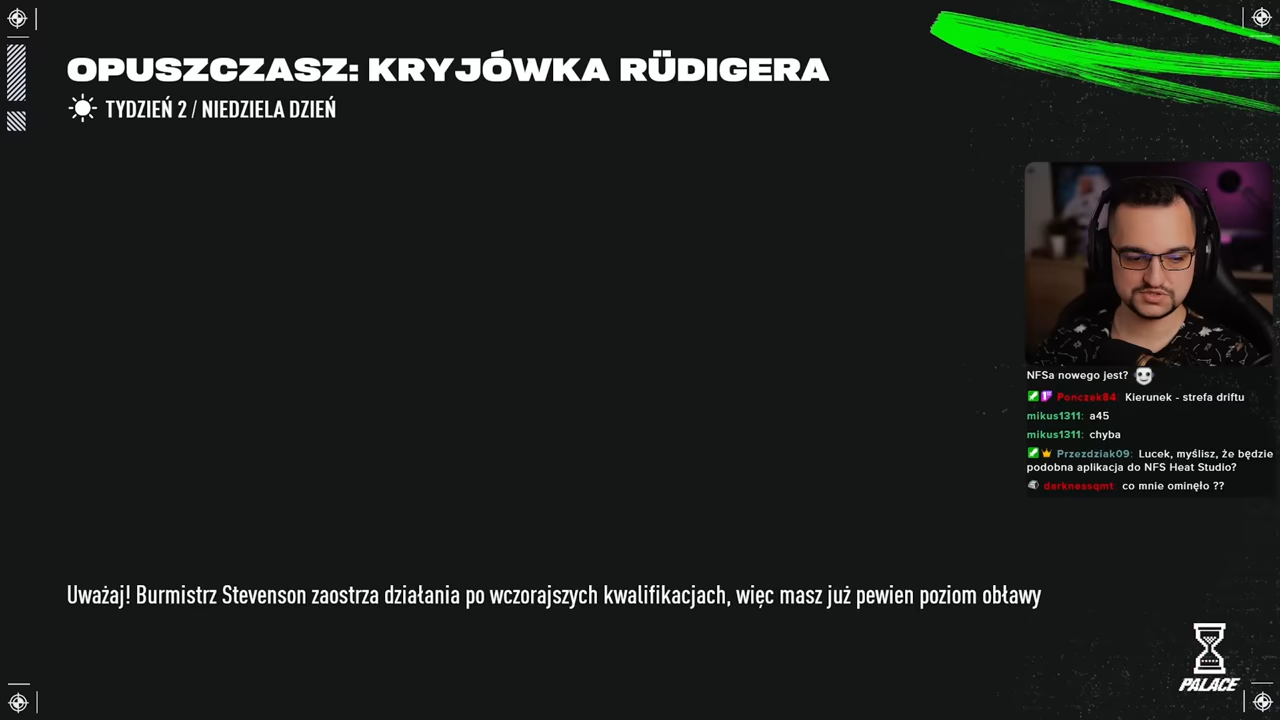 OPUSZCZASZ: KRYJÓWKA RÜDIGERA
TYDZIEŃ 2 / NIEDZIELA DZIEŃ
NFSa nowego jest?
Ponczek84 Kierunek - strefa driftu
mikus1311: a45
mikus1311: chyba
Przezdziak09: Lucek, myślisz, że będzie
podobna aplikacja do NFS Heat Studio?
darknessqmt: co mnie ominęło ??
Uważaj! Burmistrz Stevenson zaostrza działania po wczorajszych kwalifikacjach, więc masz już pewien poziom obławy
PALACE